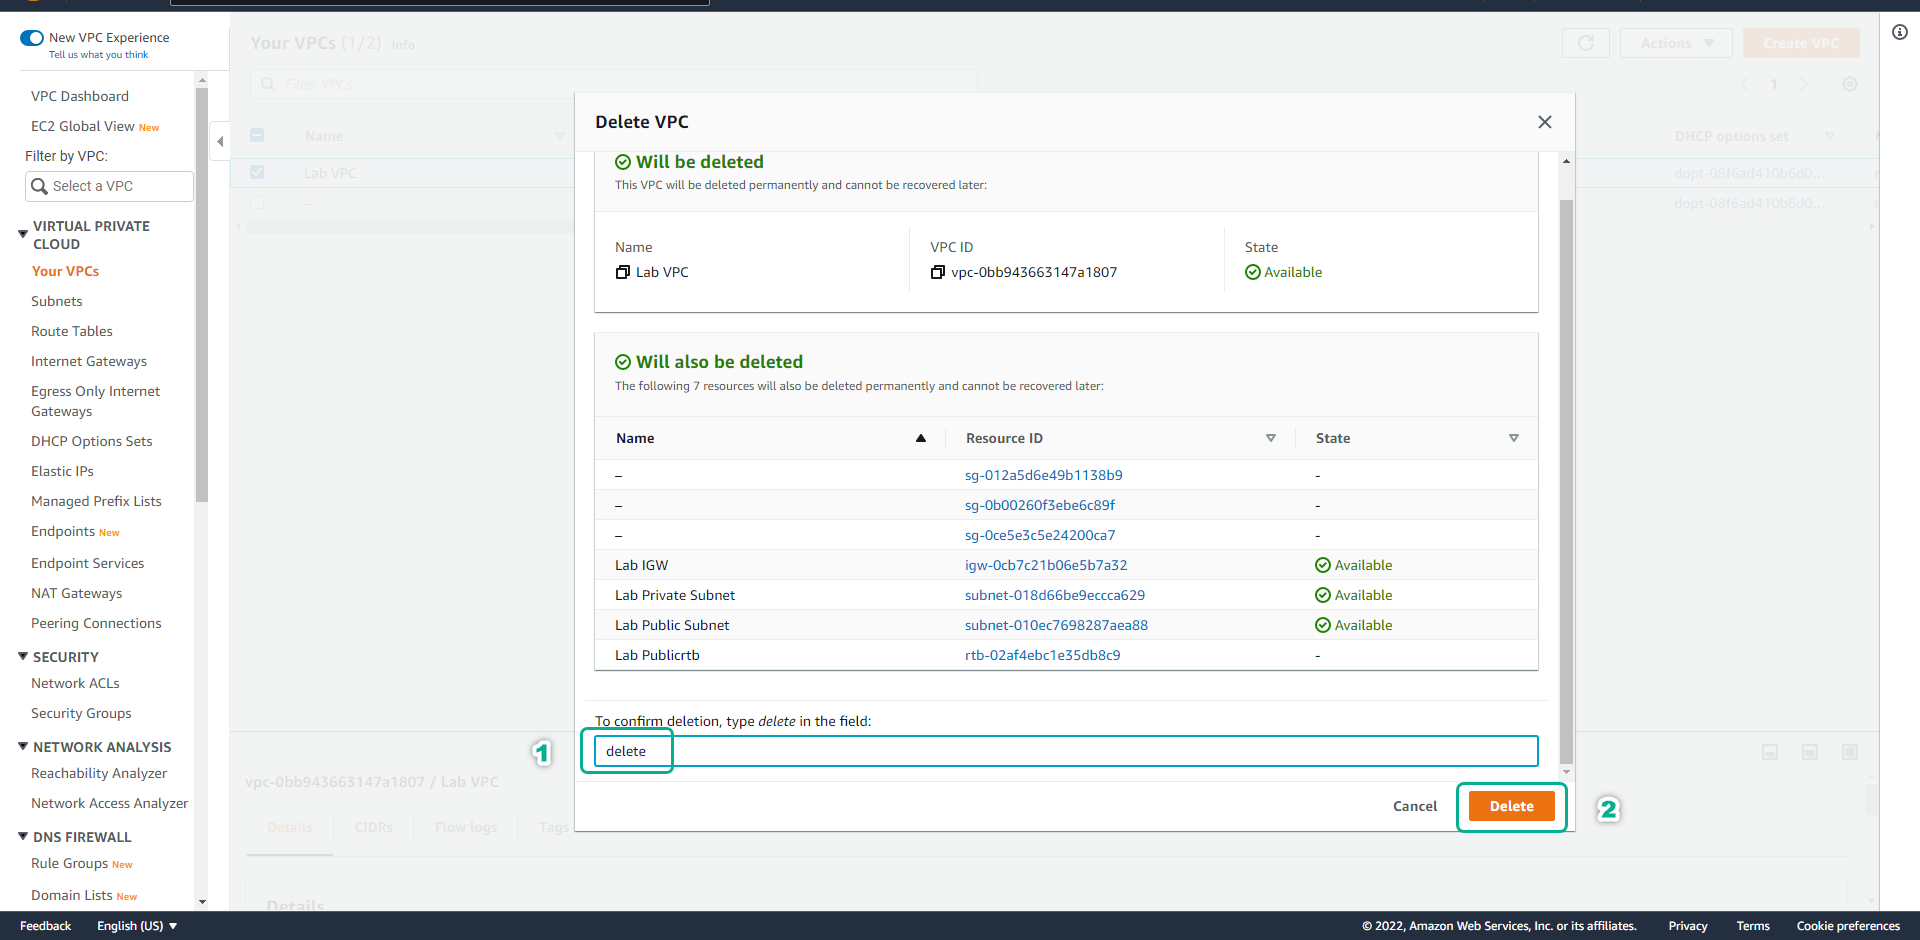 New VPC Experience
Tell us what you think
VPC Dashboard
EC2 Global View New
Filter by VPC:
Select a VPC
VIRTUAL PRIVATE
CLOUD
Your VPCs
Subnets
Route Tables
Internet Gateways
Egress Only Internet
Gateways
DHCP Options Sets
Elastic IPs
Managed Prefix Lists
Endpoints New
Endpoint Services
NAT Gateways
Peering Connections
SECURITY
Network ACLs
Security Groups
NETWORK ANALYSIS
Reachability Analyzer
Network Access Analyzer
DNS FIREWALL
Rule Groups New
Domain Lists New
Your VPCs (1/2) Info
Actions
Create VPC
Filter VPCs
1
Name
DHCP options set
Lab VPC
dopt-08f6ad410b6d0...
–
dopt-08f6ad410b6d0...
Delete VPC
Will be deleted
This VPC will be deleted permanently and cannot be recovered later:
Name VPC ID State
Lab VPC vpc-0bb943663147a1807 Available
Will also be deleted
The following 7 resources will also be deleted permanently and cannot be recovered later:
Name Resource ID State
– sg-012a5d6e49b1138b9 -
– sg-0b00260f3ebe6c89f -
– sg-0ce5e3c5e24200ca7 -
Lab IGW igw-0cb7c21b06e5b7a32 Available
Lab Private Subnet subnet-018d66be9eccca629 Available
Lab Public Subnet subnet-010ec7698287aea88 Available
Lab Publicrtb rtb-02af4ebc1e35db8c9 -
To confirm deletion, type delete in the field:
1 delete
Cancel Delete 2
vpc-0bb943663147a1807 / Lab VPC
Details CIDRs Flow logs Tags
Details
Feedback English (US) © 2022, Amazon Web Services, Inc. or its affiliates. Privacy Terms Cookie preferences